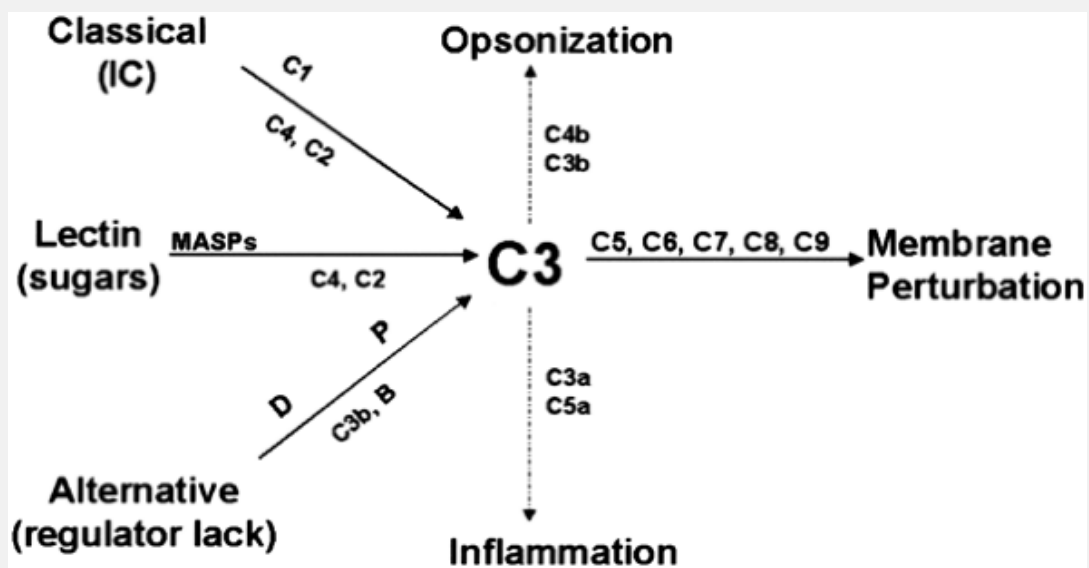 Classical
(IC)
C1
C4, C2
Opsonization
C4b
C3b
Lectin
(sugars)
MASPs
C4, C2
C3
C5, C6, C7, C8, C9
Membrane
Perturbation
D
P
C3b, B
C3a
C5a
Alternative
(regulator lack)
Inflammation